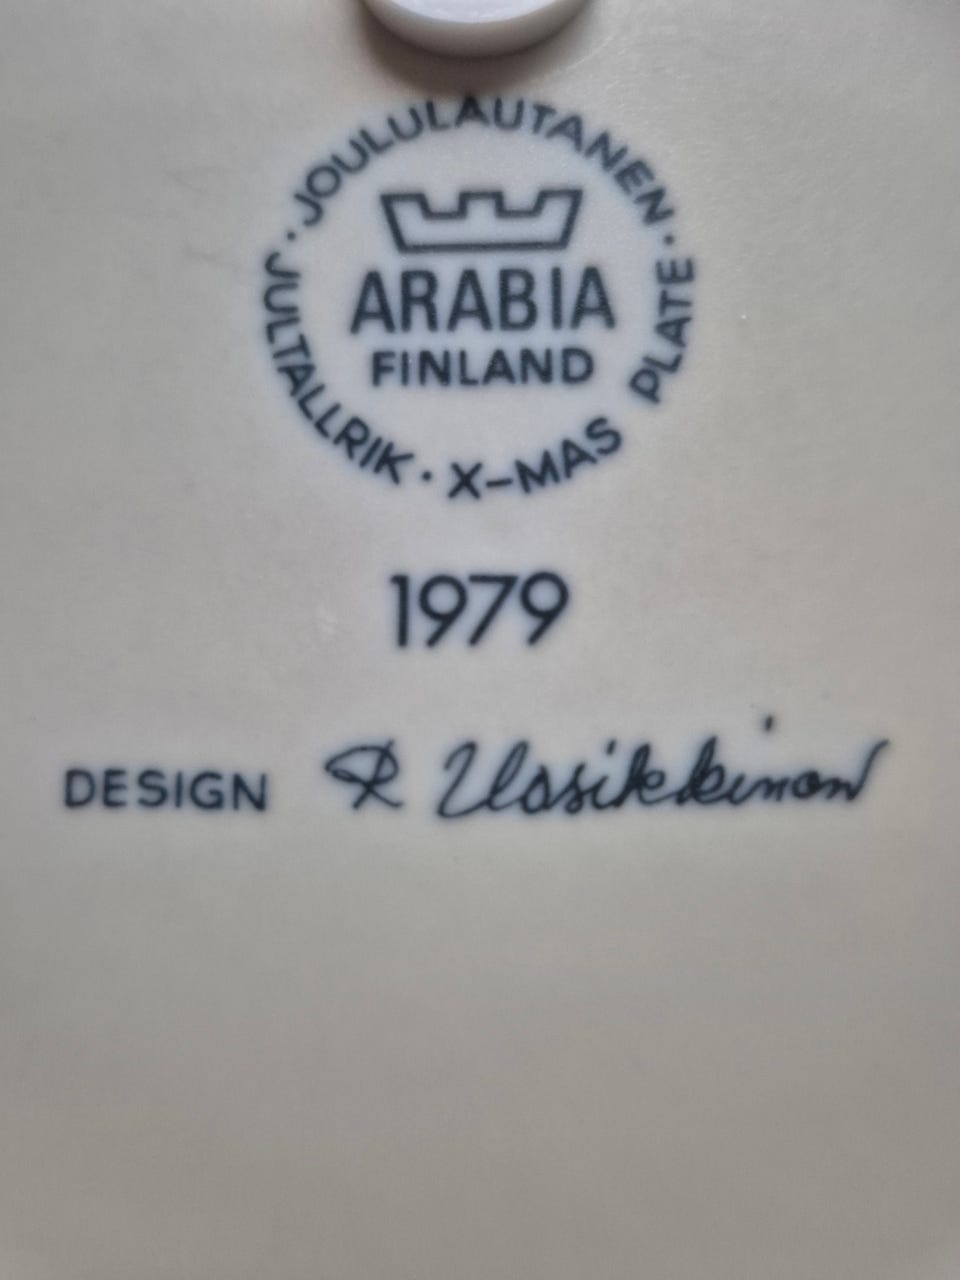 · JOULULAUTANEN · JULTALLRIK · X-MAS PLATE
ARABIA
FINLAND
1979
DESIGN R Uosikkinen